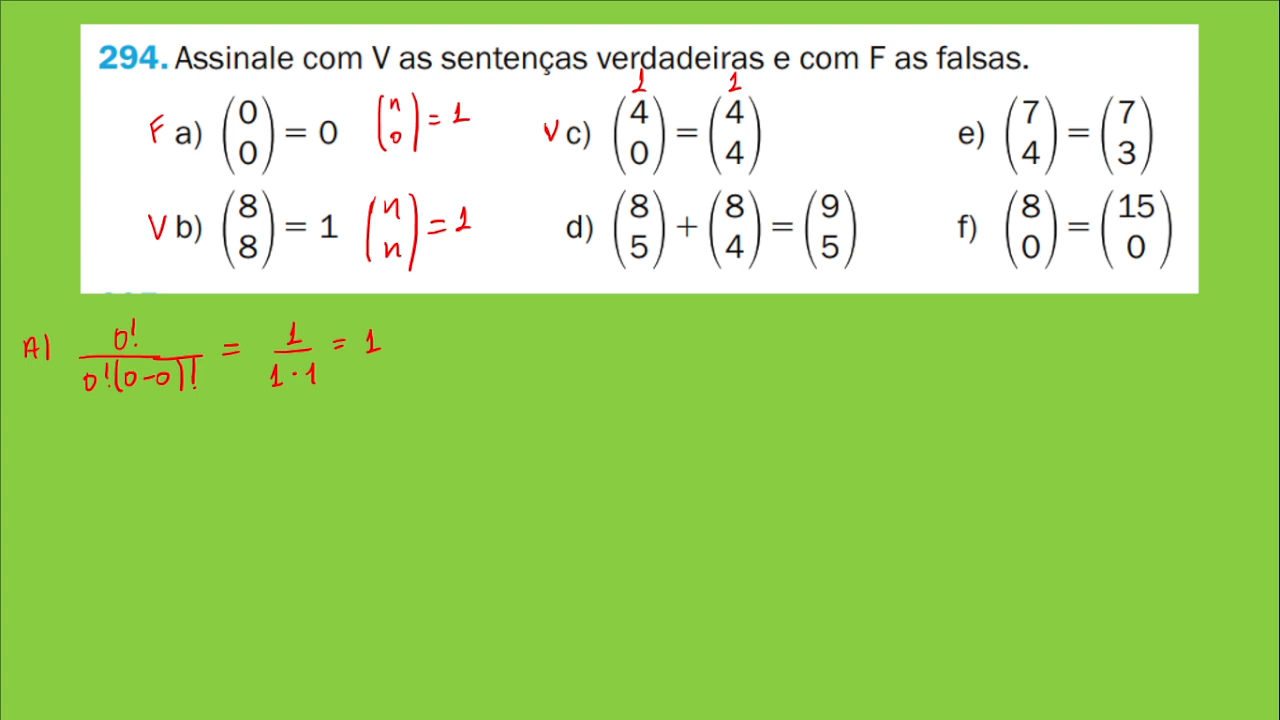 294. Assinale com V as sentenças verdadeiras e com F as falsas.
F a) (0 0) = 0 (n 0) = 1
V b) (8 8) = 1 (n n) = 1
1 1
V c) (4 0) = (4 4)
d) (8 5) + (8 4) = (9 5)
e) (7 4) = (7 3)
f) (8 0) = (15 0)
A) 0! / 0!(0-0)! = 1 / 1·1 = 1